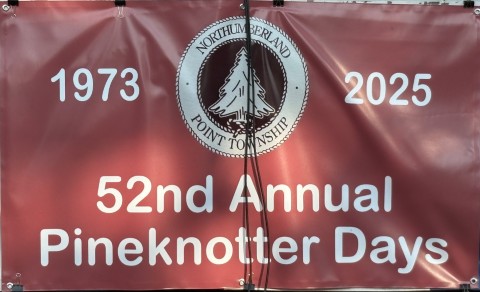 NORTHUMBERLAND
1973
2025
POINT TOWNSHIP
52nd Annual
Pineknotter Days